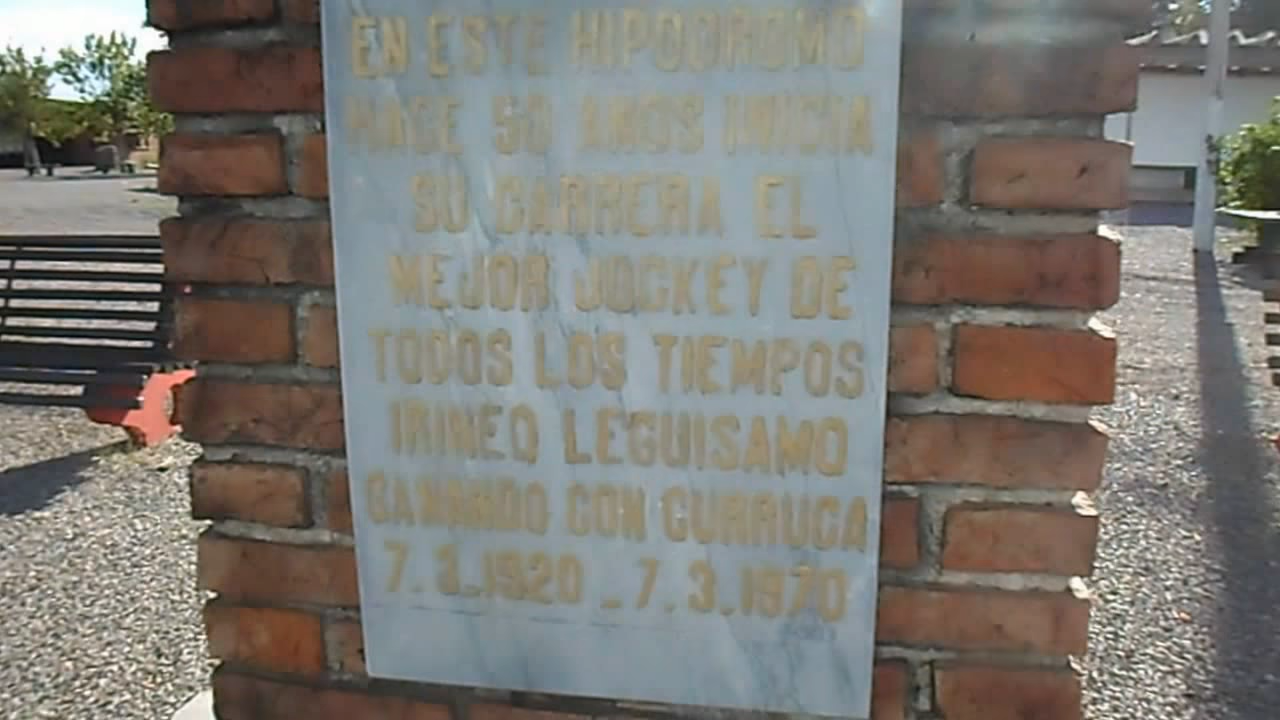 EN ESTE HIPODROMO
HACE 50 AÑOS INICIA
SU CARRERA EL
MEJOR JOCKEY DE
TODOS LOS TIEMPOS
IRINEO LEGUISAMO
GANANDO CON CURRUCA
7.3.1920 _ 7.3.1970